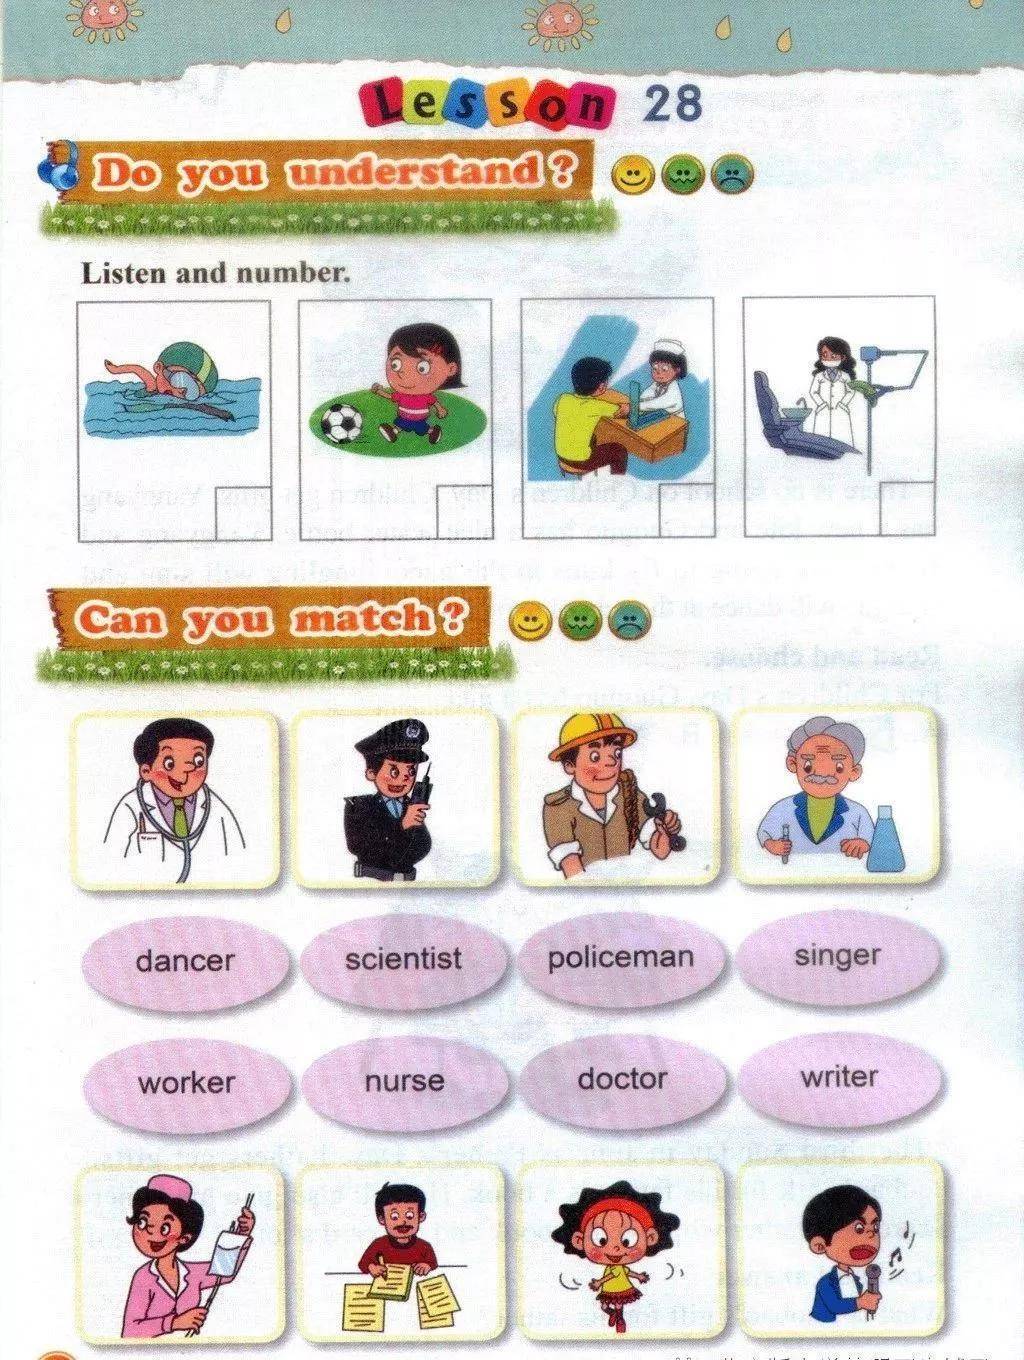 Lesson 28
Do you understand?
Listen and number.
Can you match?
dancer scientist policeman singer
worker nurse doctor writer